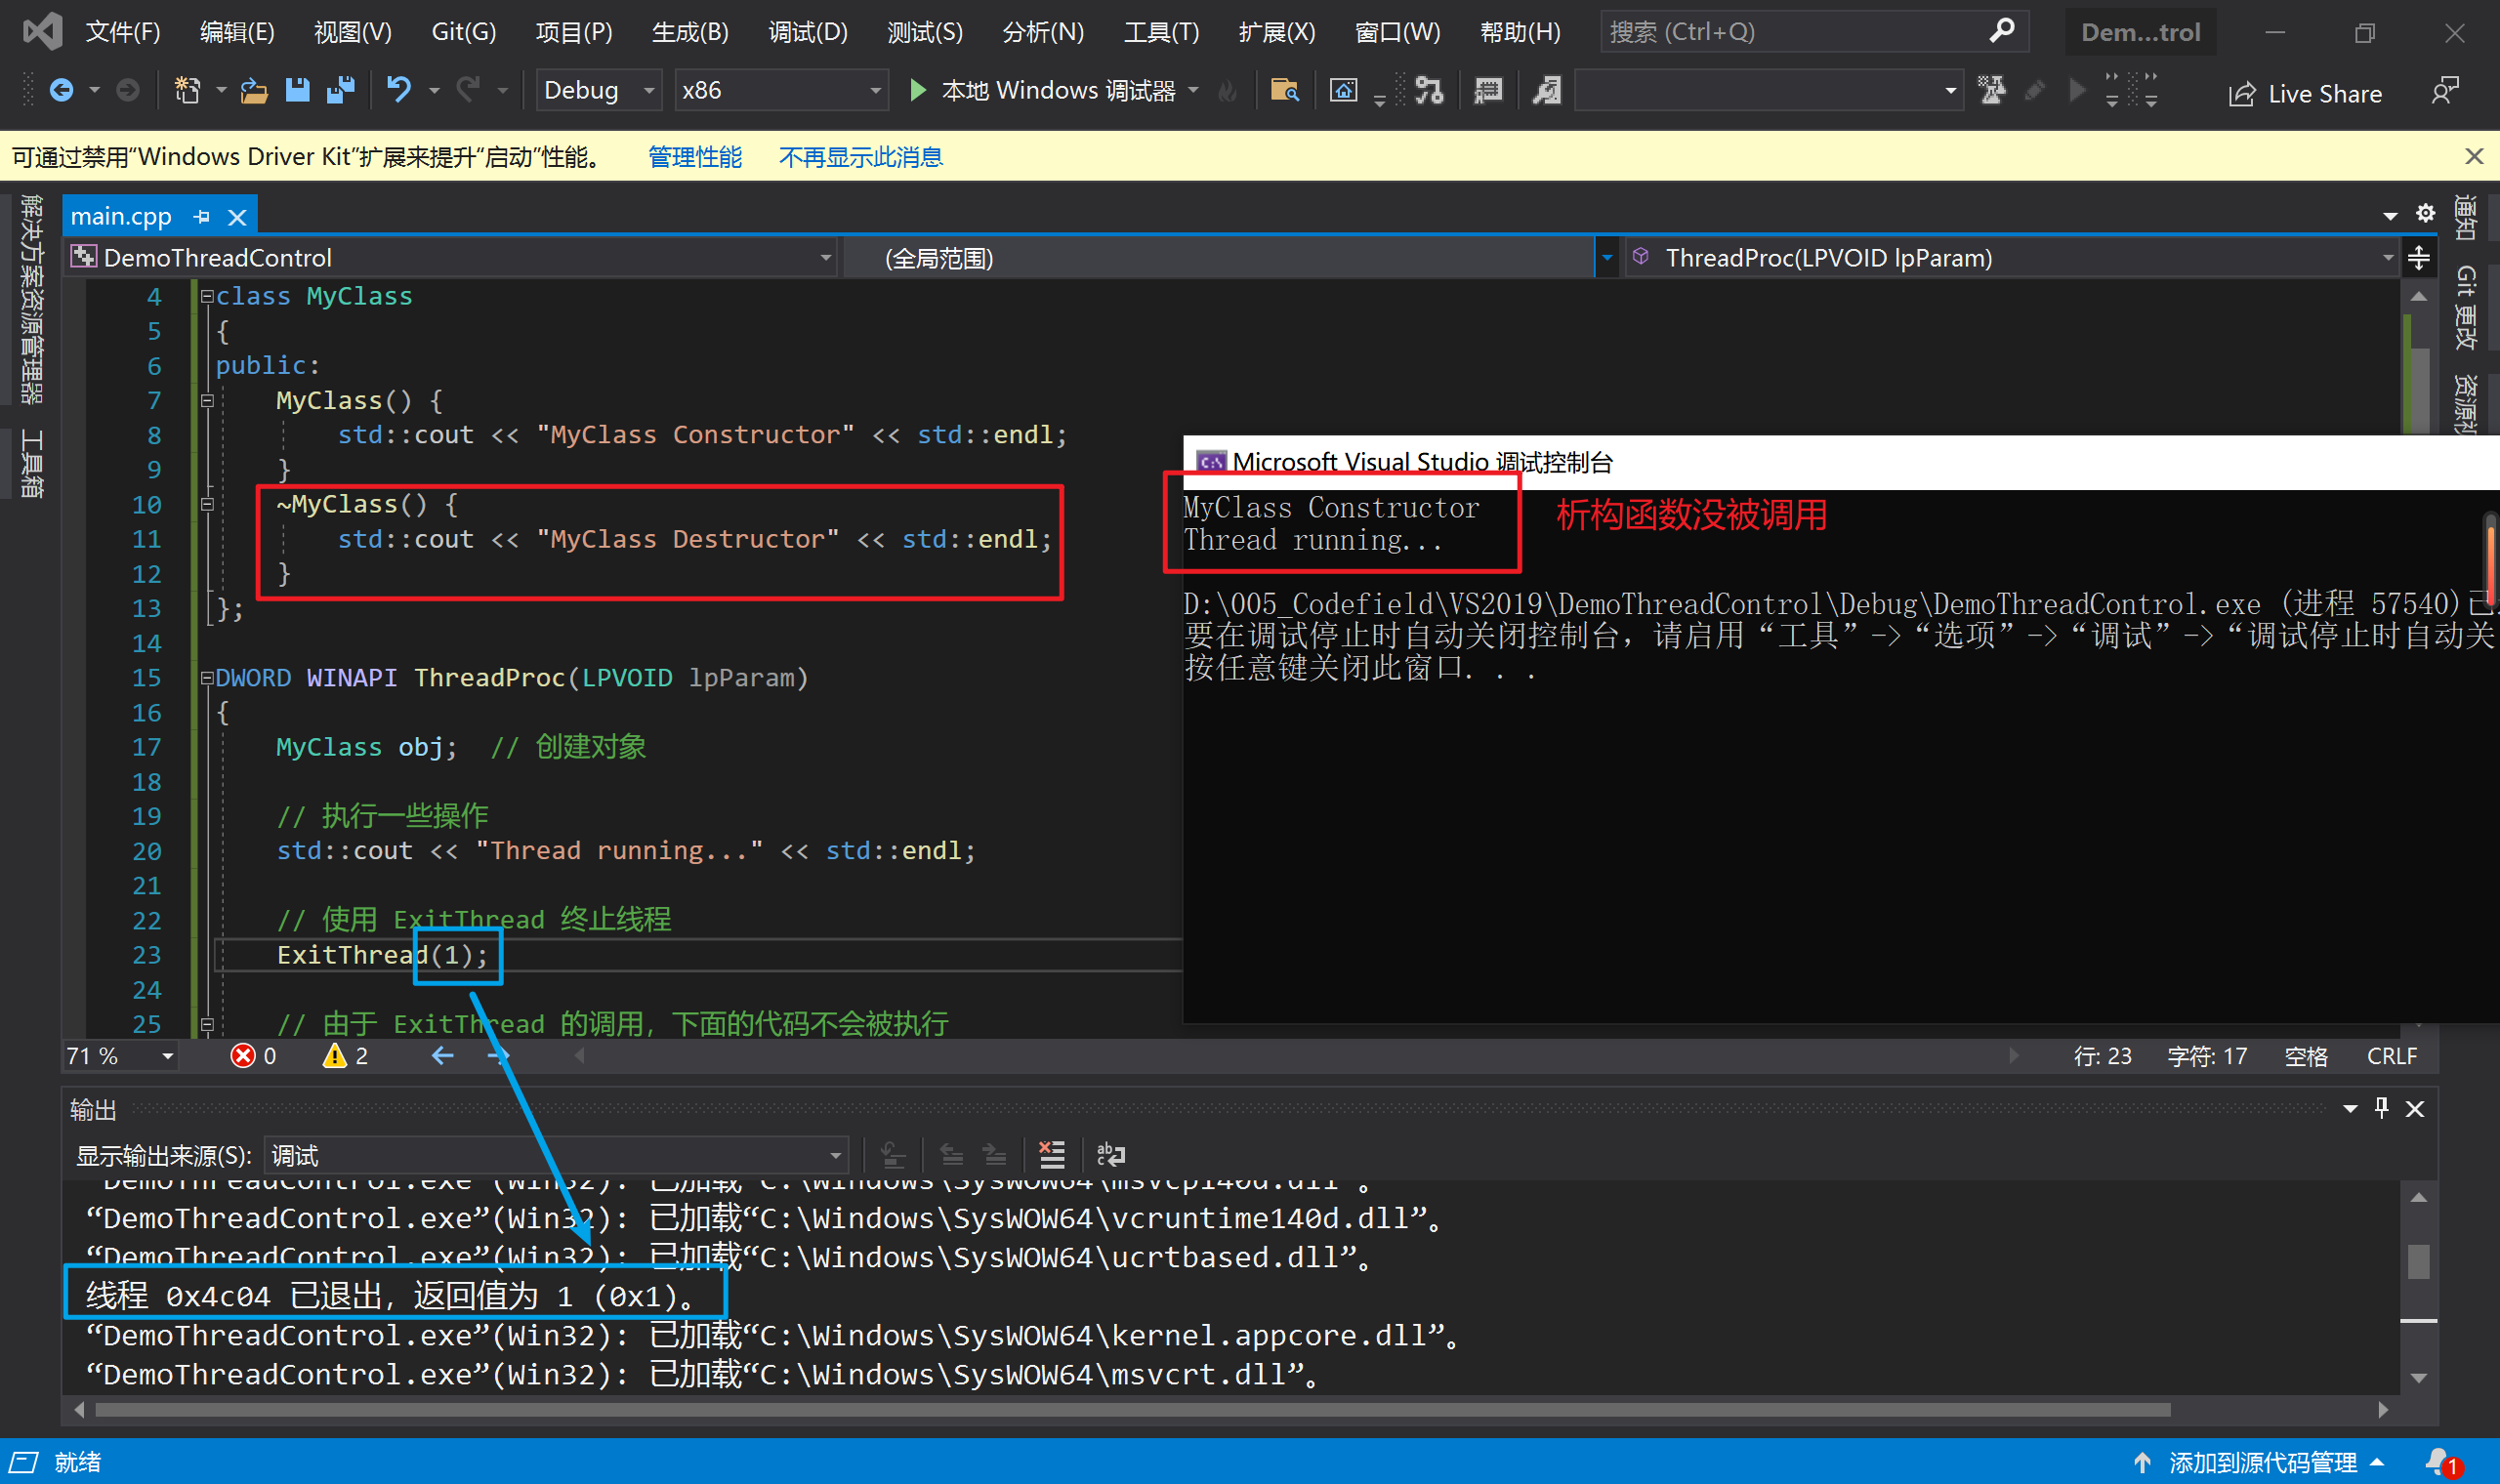 文件(F) 编辑(E) 视图(V) Git(G) 项目(P) 生成(B) 调试(D) 测试(S) 分析(N) 工具(T) 扩展(X) 窗口(W) 帮助(H) 搜索 (Ctrl+Q) Dem...trol
Debug x86 本地 Windows 调试器 Live Share
可通过禁用“Windows Driver Kit”扩展来提升“启动”性能。 管理性能 不再显示此消息
解决方案资源管理器
工具箱
main.cpp
DemoThreadControl (全局范围) ThreadProc(LPVOID lpParam)
4 class MyClass
5 {
6 public:
7 MyClass() {
8 std::cout << "MyClass Constructor" << std::endl;
9 }
10 ~MyClass() {
11 std::cout << "MyClass Destructor" << std::endl;
12 }
13 };
14
15 DWORD WINAPI ThreadProc(LPVOID lpParam)
16 {
17 MyClass obj; // 创建对象
18
19 // 执行一些操作
20 std::cout << "Thread running..." << std::endl;
21
22 // 使用 ExitThread 终止线程
23 ExitThread(1);
24
25 // 由于 ExitThread 的调用，下面的代码不会被执行
Microsoft Visual Studio 调试控制台
MyClass Constructor
Thread running...
析构函数没被调用
D:\005_Codefield\VS2019\DemoThreadControl\Debug\DemoThreadControl.exe (进程 57540)已
要在调试停止时自动关闭控制台，请启用“工具”->“选项”->“调试”->“调试停止时自动关
按任意键关闭此窗口. . .
通知
Git 更改
资源视
71 % 0 2 行: 23 字符: 17 空格 CRLF
输出
显示输出来源(S): 调试
“DemoThreadControl.exe”(Win32): 已加载“C:\Windows\SysWOW64\msvcp140d.dll”。
“DemoThreadControl.exe”(Win32): 已加载“C:\Windows\SysWOW64\vcruntime140d.dll”。
“DemoThreadControl.exe”(Win32): 已加载“C:\Windows\SysWOW64\ucrtbased.dll”。
线程 0x4c04 已退出，返回值为 1 (0x1)。
“DemoThreadControl.exe”(Win32): 已加载“C:\Windows\SysWOW64\kernel.appcore.dll”。
“DemoThreadControl.exe”(Win32): 已加载“C:\Windows\SysWOW64\msvcrt.dll”。
就绪 添加到源代码管理 1